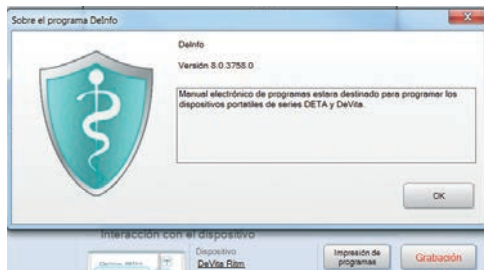 Sobre el programa DeInfo
DeInfo
Versión 8.0.3758.0
Manual electrónico de programas estara destinado para programar los
dispositivos portatiles de series DETA y DeVita.
OK
Interacción con el dispositivo
Dispositivo
DeVita Ritm
Impresión de
programas
Grabación